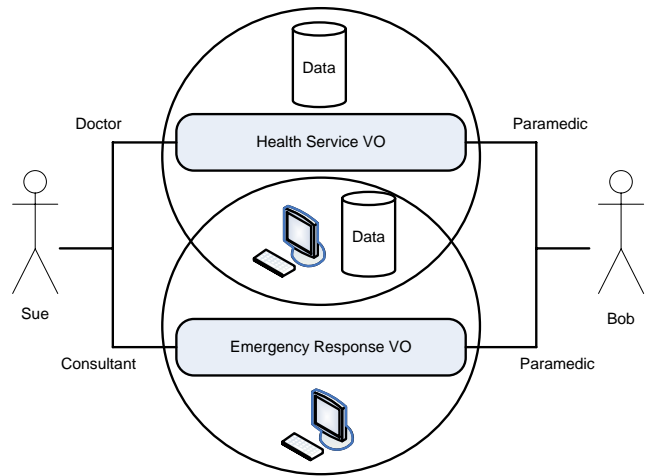 Data
Doctor
Health Service VO
Paramedic
Data
Sue
Bob
Consultant
Emergency Response VO
Paramedic